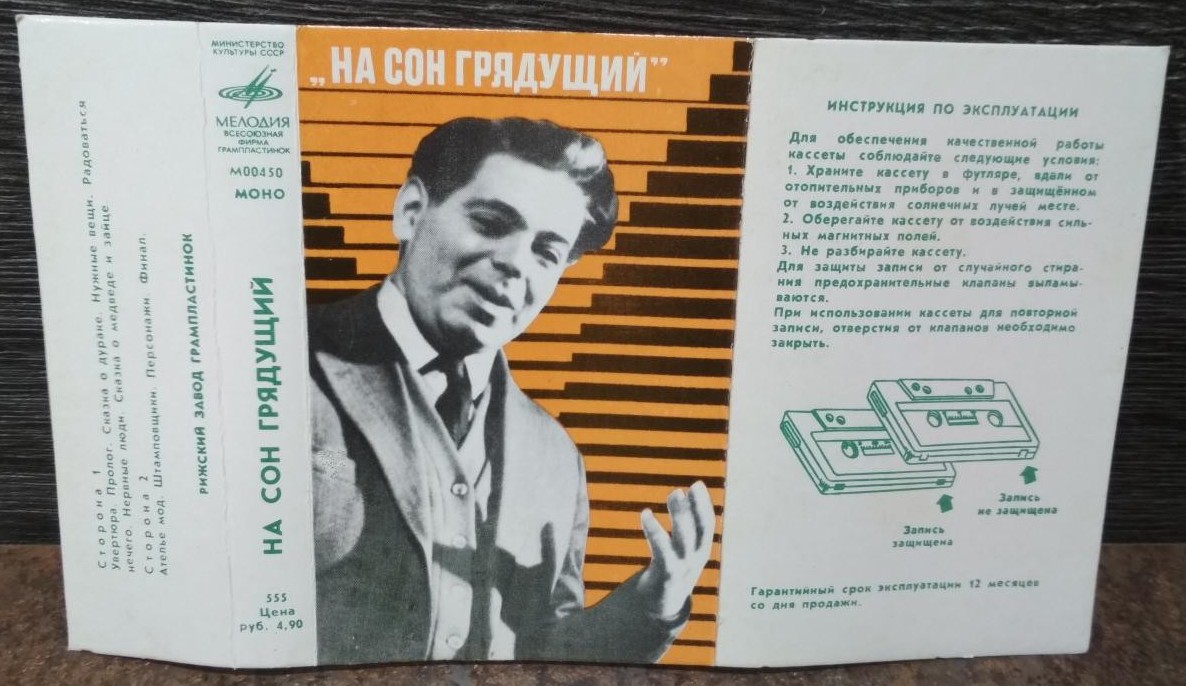 Сторона 1
Увертюра. Пролог. Сказка о дураке. Нужные вещи. Радоваться
нечего. Нервные люди. Сказка о медведе и зайце
Сторона 2
Ателье мод. Штамповщики. Персонажи. Финал.
РИЖСКИЙ ЗАВОД ГРАМПЛАСТИНОК
МИНИСТЕРСТВО
КУЛЬТУРЫ СССР
МЕЛОДИЯ
ВСЕСОЮЗНАЯ
ФИРМА
ГРАМПЛАСТИНОК
М00450
МОНО
НА СОН ГРЯДУЩИЙ
555
Цена
руб. 4,90
„НА СОН ГРЯДУЩИЙ”
ИНСТРУКЦИЯ ПО ЭКСПЛУАТАЦИИ
Для обеспечения качественной работы
кассеты соблюдайте следующие условия:
1. Храните кассету в футляре, вдали от
отопительных приборов и в защищённом
от воздействия солнечных лучей месте.
2. Оберегайте кассету от воздействия силь-
ных магнитных полей.
3. Не разбирайте кассету.
Для защиты записи от случайного стира-
ния предохранительные клапаны выламы-
ваются.
При использовании кассеты для повторной
записи, отверстия от клапанов необходимо
закрыть.
Запись
не защищена
Запись
защищена
Гарантийный срок эксплуатации 12 месяцев
со дня продажи.